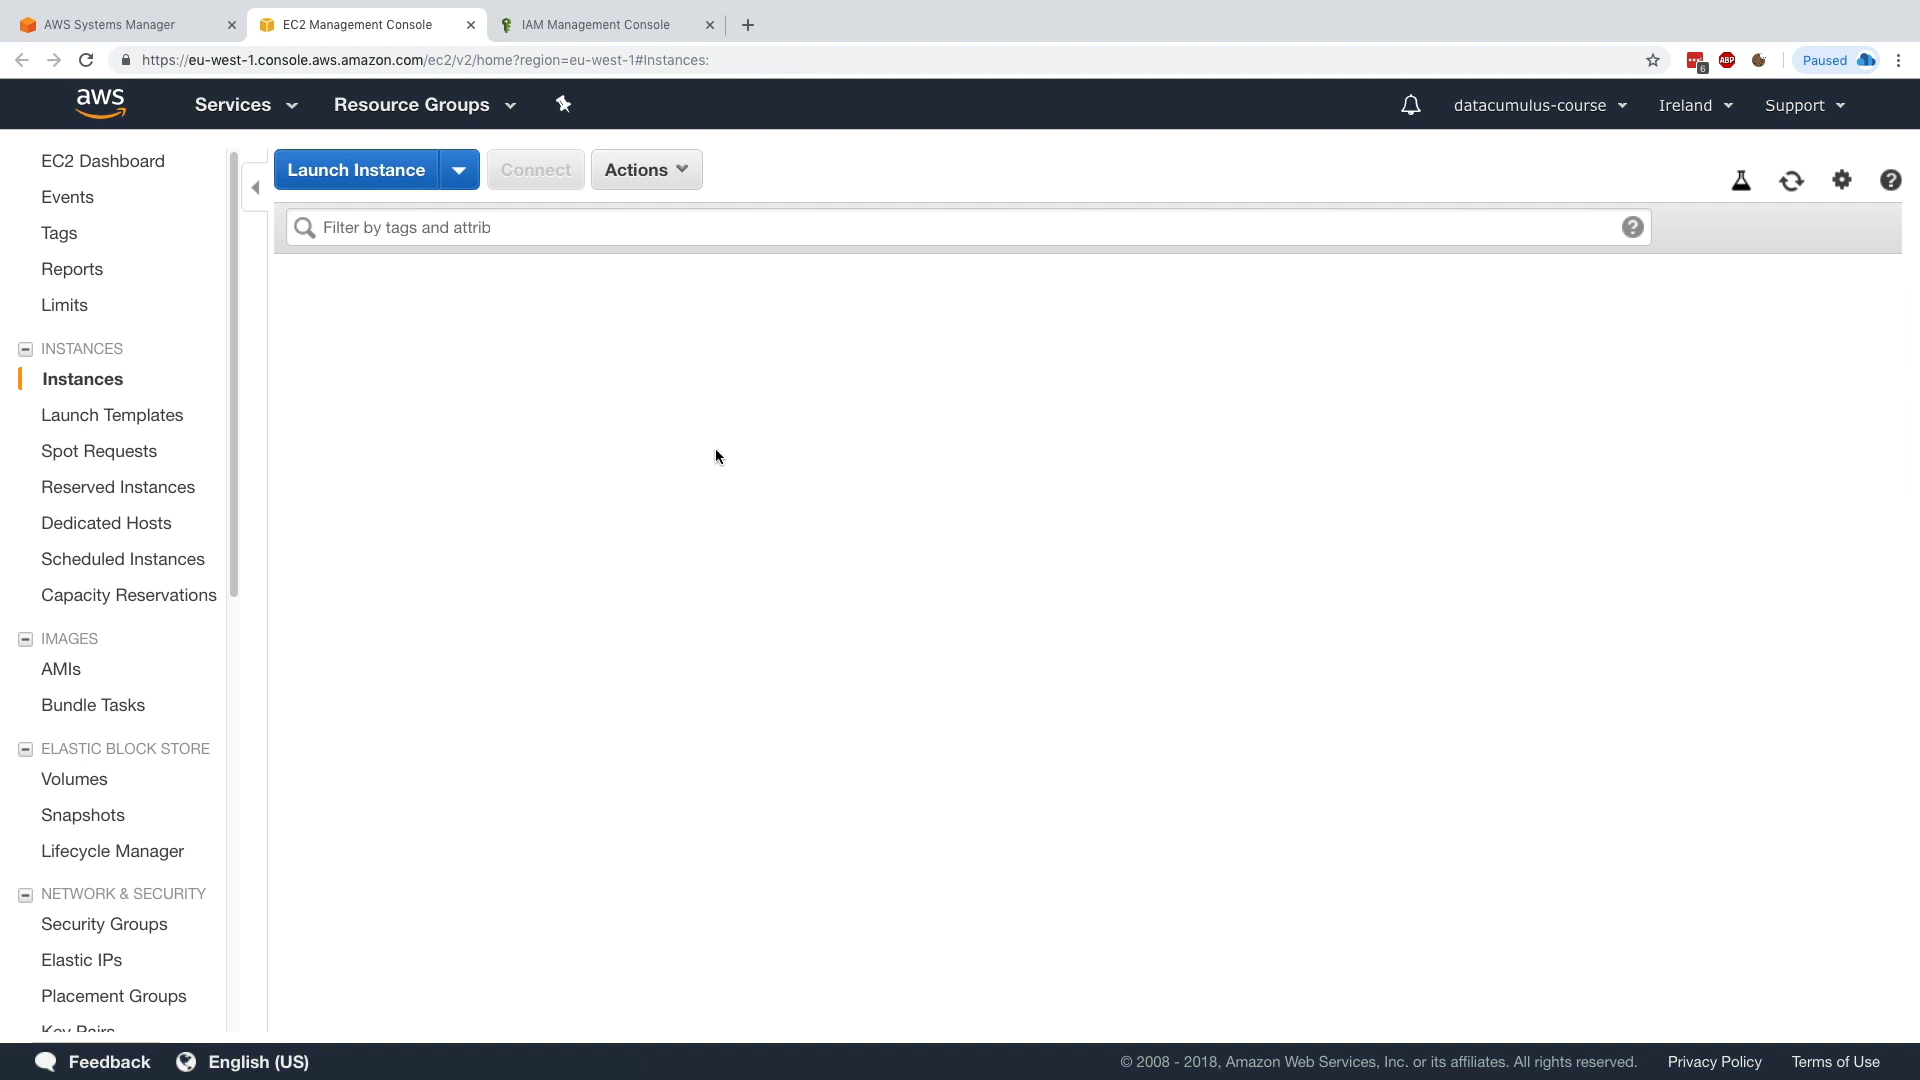 AWS Systems Manager
EC2 Management Console
IAM Management Console
https://eu-west-1.console.aws.amazon.com/ec2/v2/home?region=eu-west-1#Instances:
6
ABP
Paused
aws
Services
Resource Groups
datacumulus-course
Ireland
Support
EC2 Dashboard
Events
Tags
Reports
Limits
INSTANCES
Instances
Launch Templates
Spot Requests
Reserved Instances
Dedicated Hosts
Scheduled Instances
Capacity Reservations
IMAGES
AMIs
Bundle Tasks
ELASTIC BLOCK STORE
Volumes
Snapshots
Lifecycle Manager
NETWORK & SECURITY
Security Groups
Elastic IPs
Placement Groups
Key Pairs
Launch Instance
Connect
Actions
Filter by tags and attrib
Feedback
English (US)
© 2008 - 2018, Amazon Web Services, Inc. or its affiliates. All rights reserved.
Privacy Policy
Terms of Use